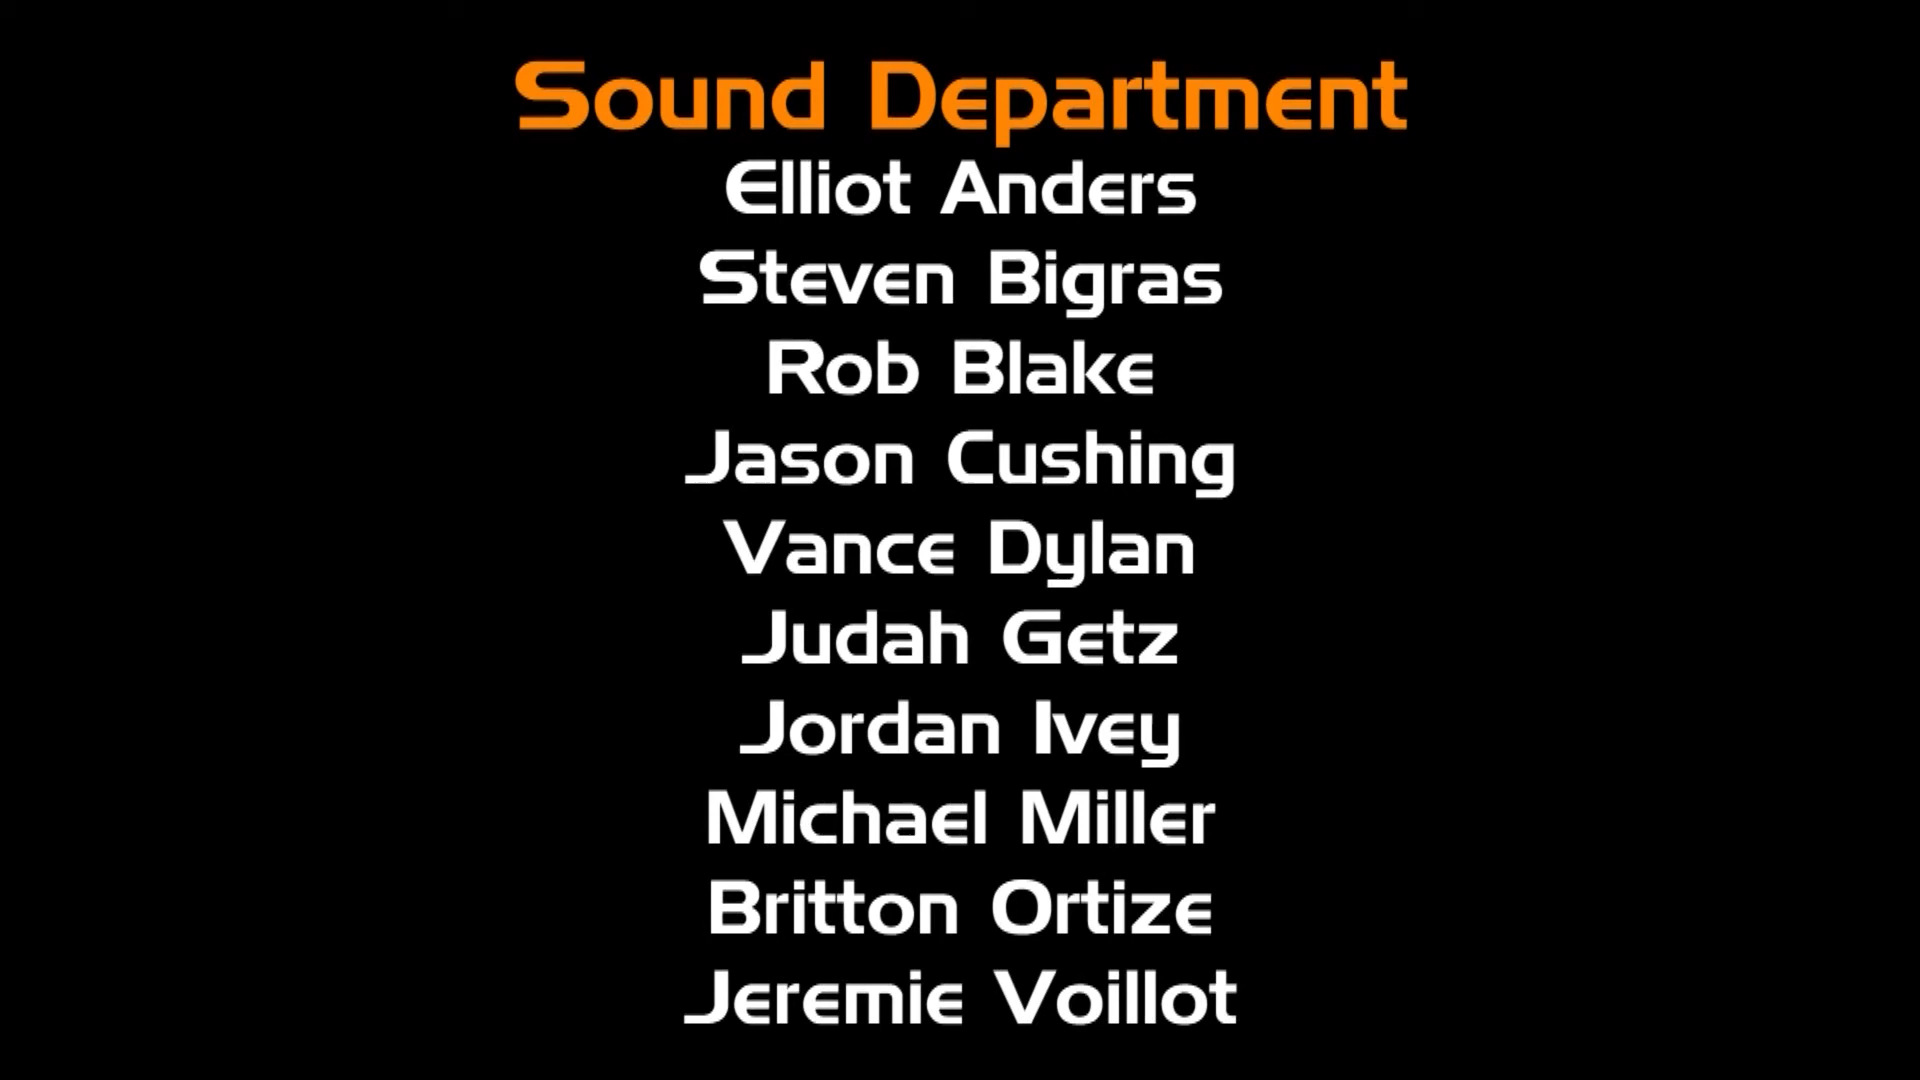 Sound Department
Elliot Anders
Steven Bigras
Rob Blake
Jason Cushing
Vance Dylan
Judah Getz
Jordan Ivey
Michael Miller
Britton Ortize
Jeremie Voillot